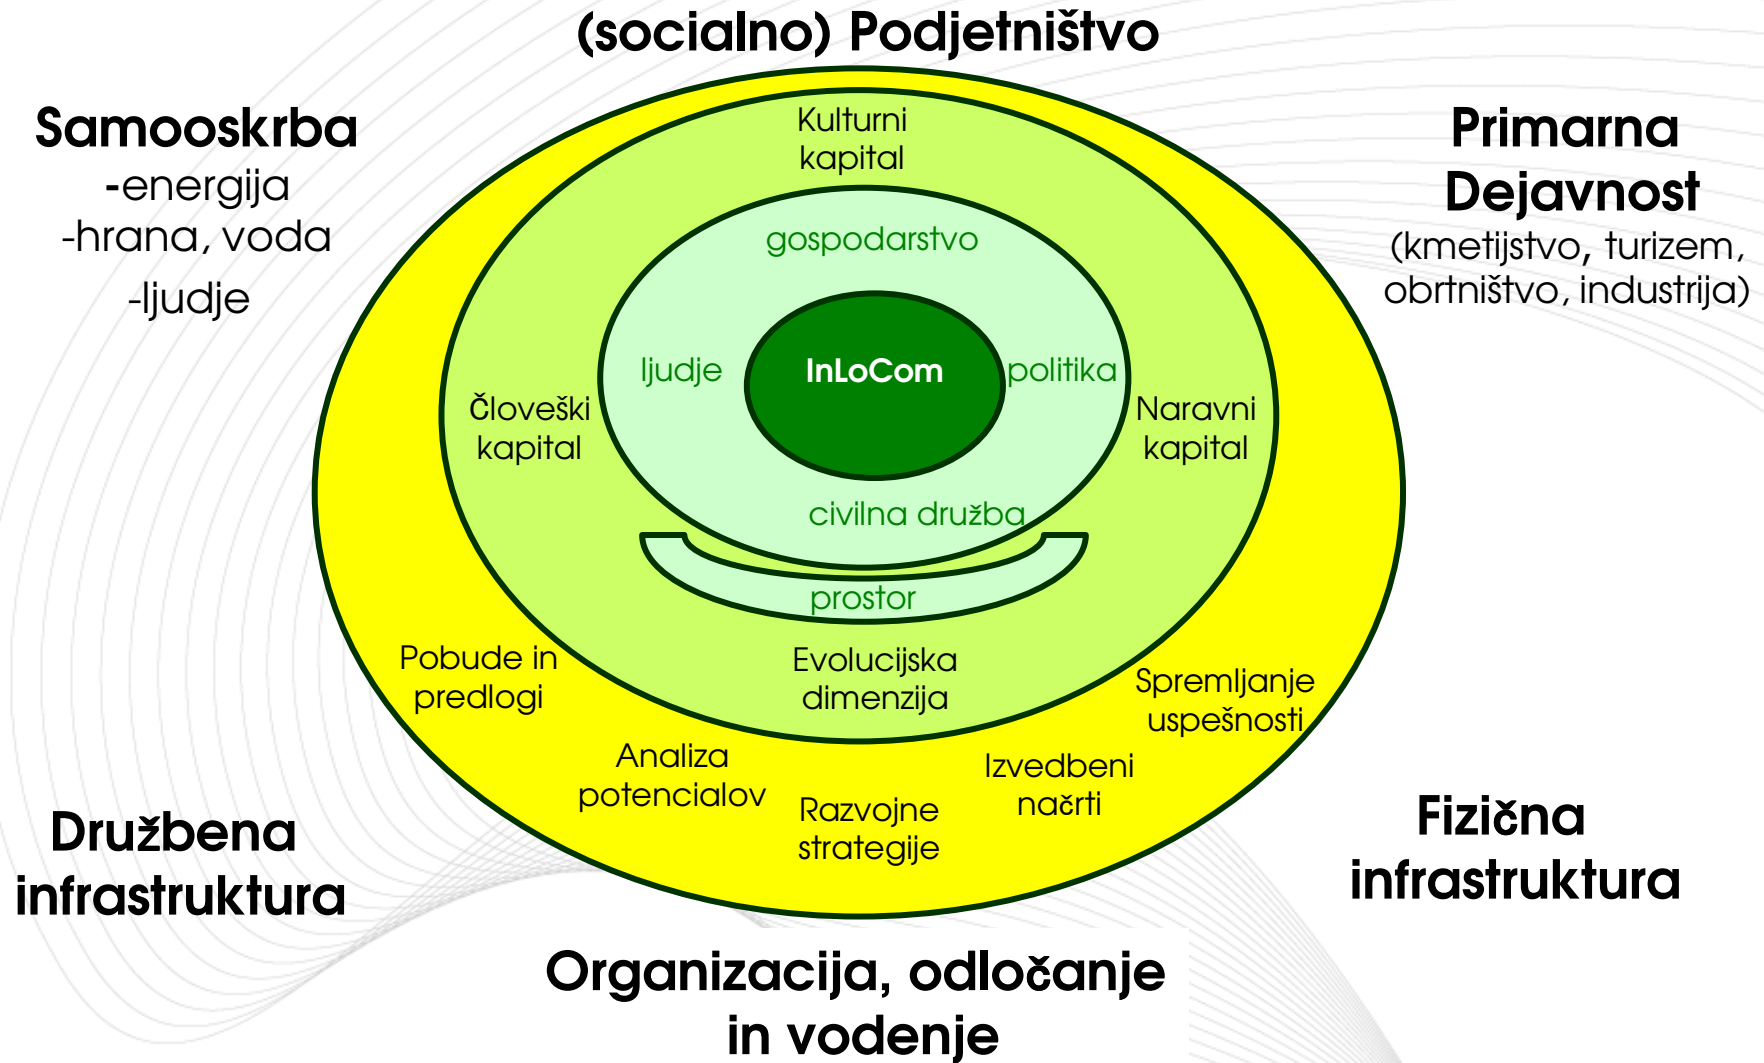 (socialno) Podjetništvo
Samooskrba
-energija
-hrana, voda
-ljudje
Primarna
Dejavnost
(kmetijstvo, turizem,
obrtništvo, industrija)
Kulturni
kapital
gospodarstvo
ljudje
InLoCom
politika
Človeški
kapital
Naravni
kapital
civilna družba
prostor
Evolucijska
dimenzija
Pobude in
predlogi
Analiza
potencialov
Razvojne
strategije
Izvedbeni
načrti
Spremljanje
uspešnosti
Družbena
infrastruktura
Fizična
infrastruktura
Organizacija, odločanje
in vodenje